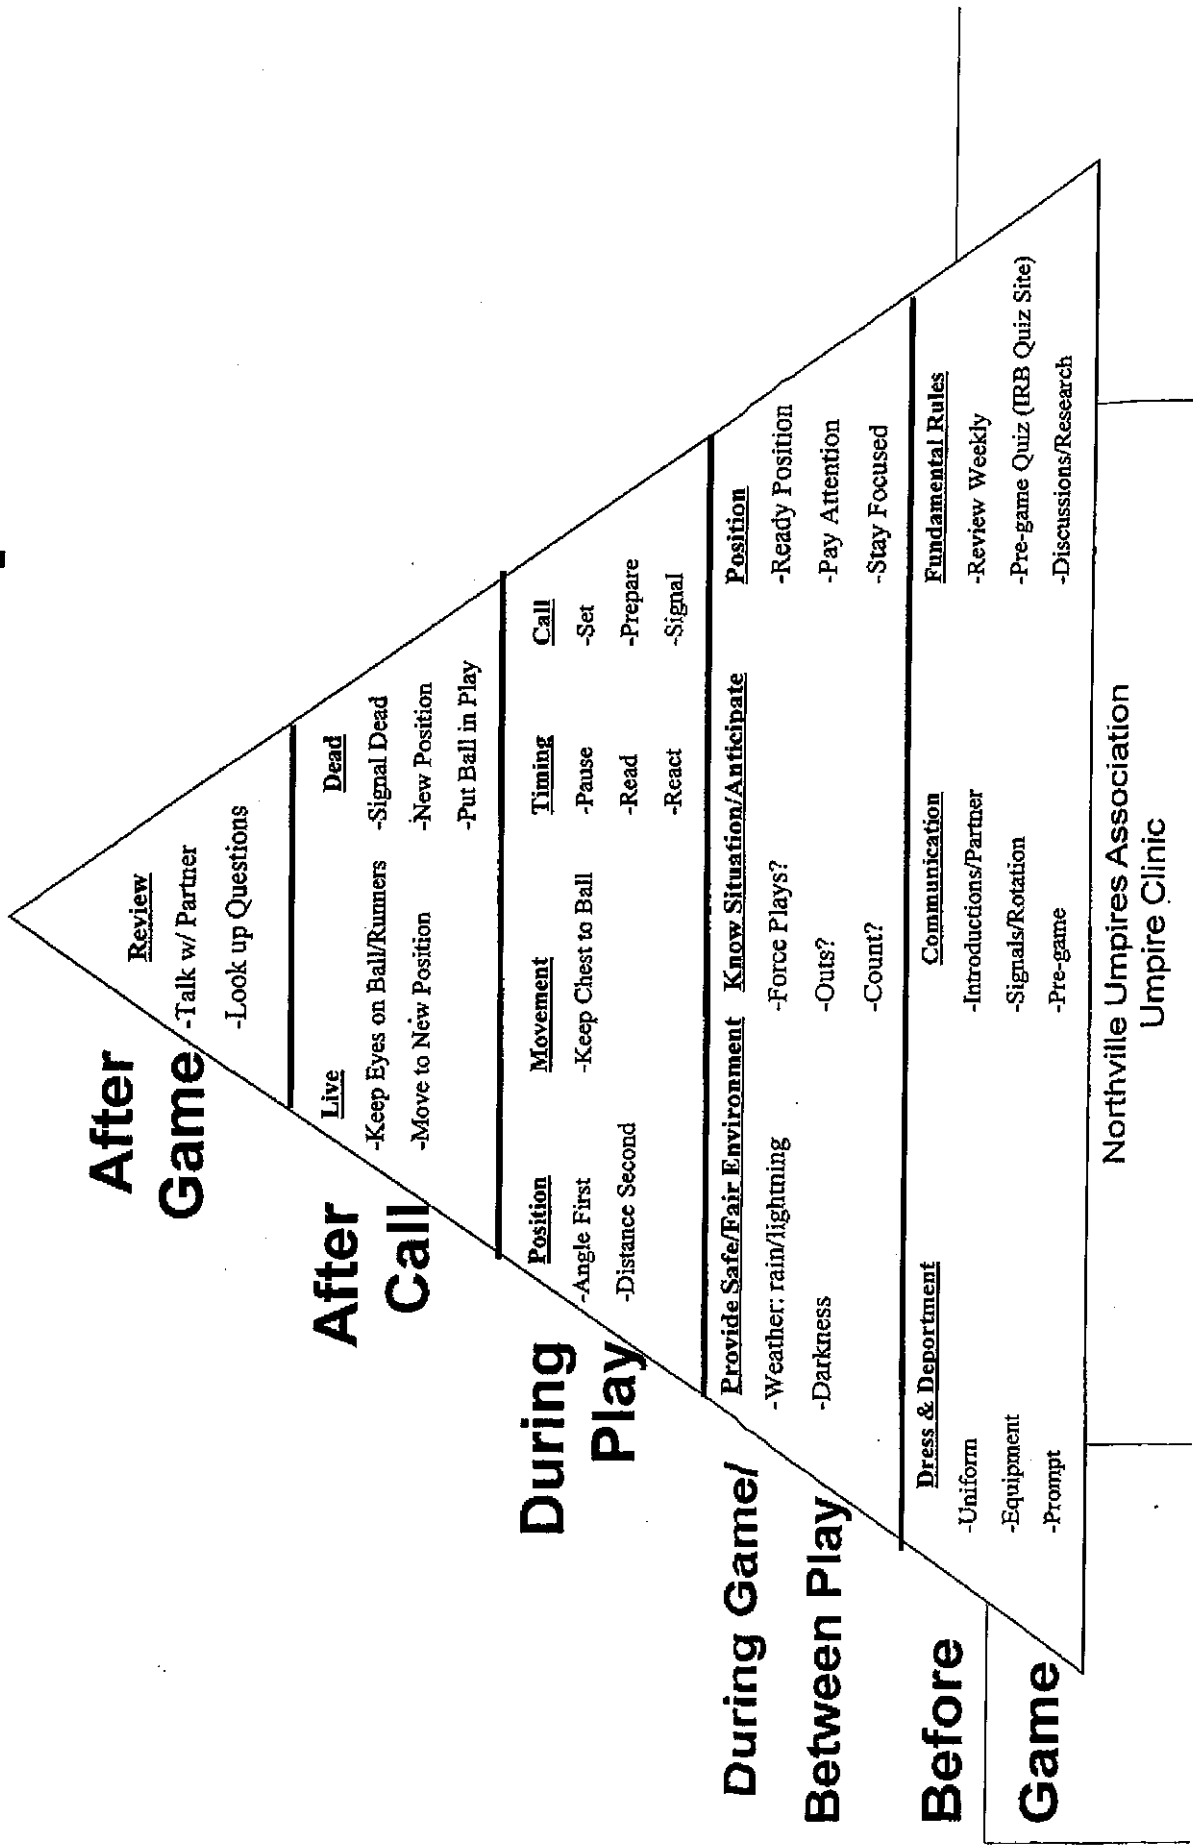 After
Game
Review
-Talk w/ Partner
-Look up Questions
After
Call
Live
-Keep Eyes on Ball/Runners
-Move to New Position
Dead
-Signal Dead
-New Position
-Put Ball in Play
During
Play
Position
-Angle First
-Distance Second
Movement
-Keep Chest to Ball
Timing
-Pause
-Read
-React
Call
-Set
-Prepare
-Signal
During Game/
Between Play
Provide Safe/Fair Environment
-Weather: rain/lightning
-Darkness
Know Situation/Anticipate
-Force Plays?
-Outs?
-Count?
Position
-Ready Position
-Pay Attention
-Stay Focused
Before
Game
Dress & Deportment
-Uniform
-Equipment
-Prompt
Communication
-Introductions/Partner
-Signals/Rotation
-Pre-game
Fundamental Rules
-Review Weekly
-Pre-game Quiz (IRB Quiz Site)
-Discussions/Research
Northville Umpires Association
Umpire Clinic